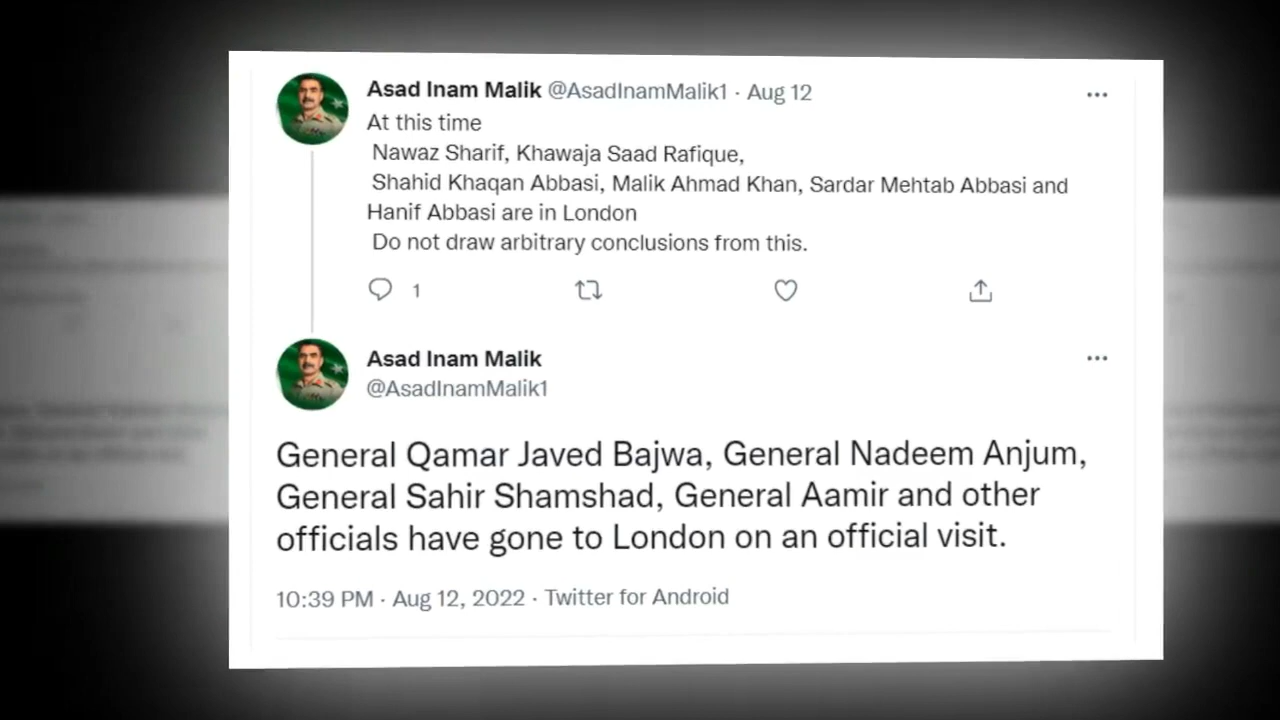 Asad Inam Malik @AsadInamMalik1 · Aug 12
At this time
Nawaz Sharif, Khawaja Saad Rafique,
Shahid Khaqan Abbasi, Malik Ahmad Khan, Sardar Mehtab Abbasi and
Hanif Abbasi are in London
Do not draw arbitrary conclusions from this.
1
Asad Inam Malik
@AsadInamMalik1
General Qamar Javed Bajwa, General Nadeem Anjum,
General Sahir Shamshad, General Aamir and other
officials have gone to London on an official visit.
10:39 PM · Aug 12, 2022 · Twitter for Android